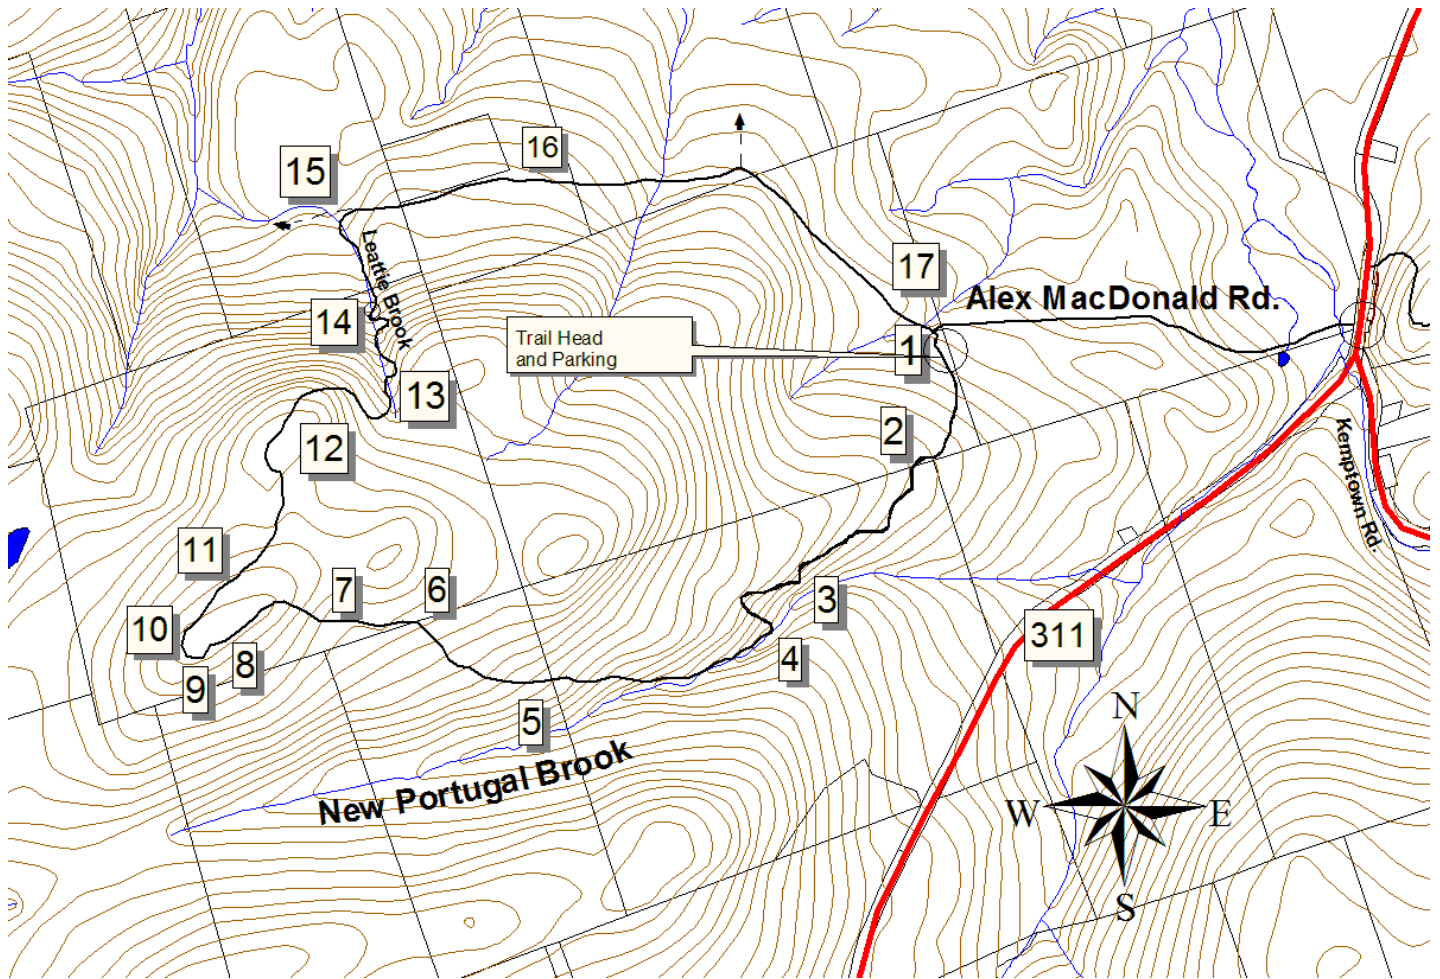 16
15
17
Leattie Brook
Alex MacDonald Rd.
14
Trail Head
and Parking
1
13
2
12
Kemptown Rd.
11
7
6
3
10
311
8
4
9
5
New Portugal Brook
N
W
E
S